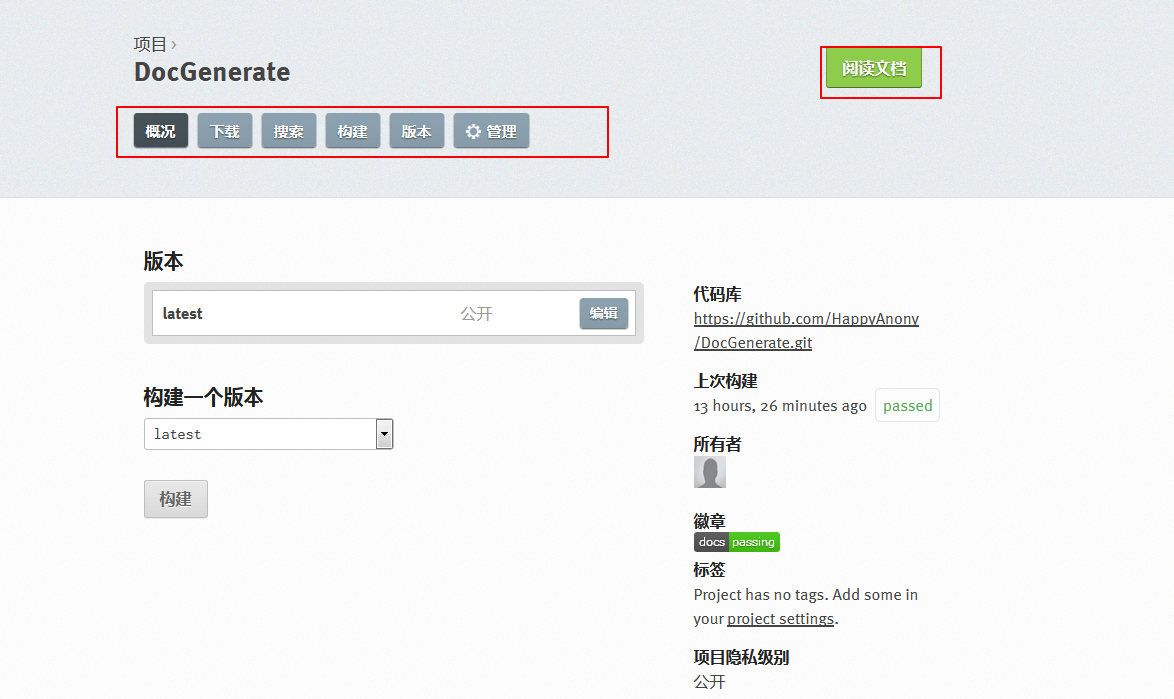 项目 ›
DocGenerate
阅读文档
概况 下载 搜索 构建 版本 管理
版本
latest 公开 编辑
构建一个版本
latest
构建
代码库
https://github.com/HappyAnony
/DocGenerate.git
上次构建
13 hours, 26 minutes ago passed
所有者
徽章
docs passing
标签
Project has no tags. Add some in
your project settings.
项目隐私级别
公开